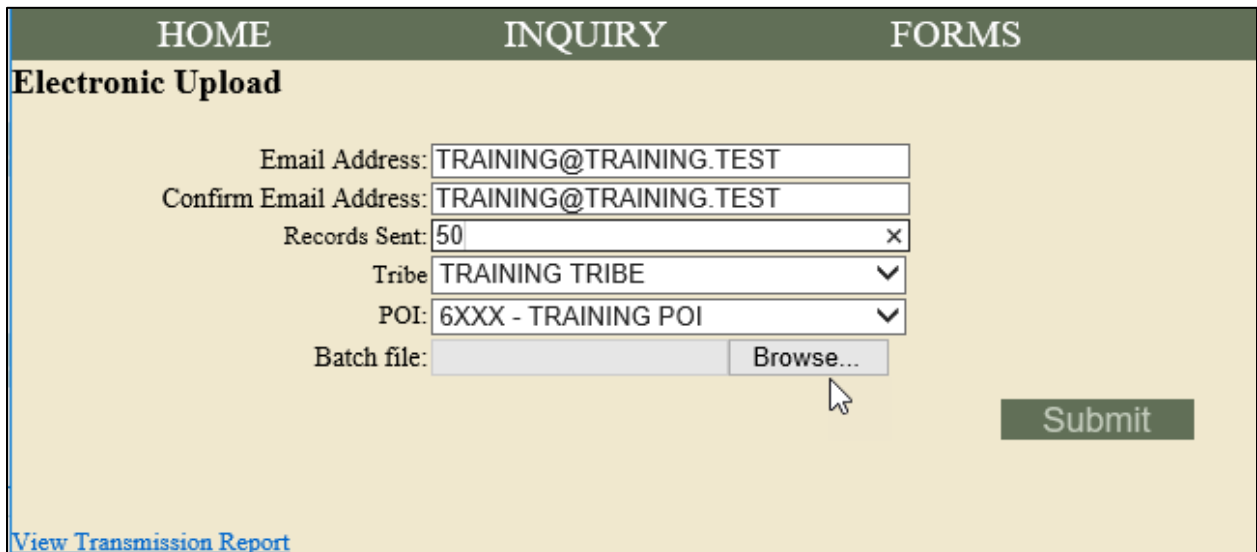 HOME INQUIRY FORMS
Electronic Upload
Email Address: TRAINING@TRAINING.TEST
Confirm Email Address: TRAINING@TRAINING.TEST
Records Sent: 50 ×
Tribe TRAINING TRIBE
POI: 6XXX - TRAINING POI
Batch file: Browse...
Submit
View Transmission Report